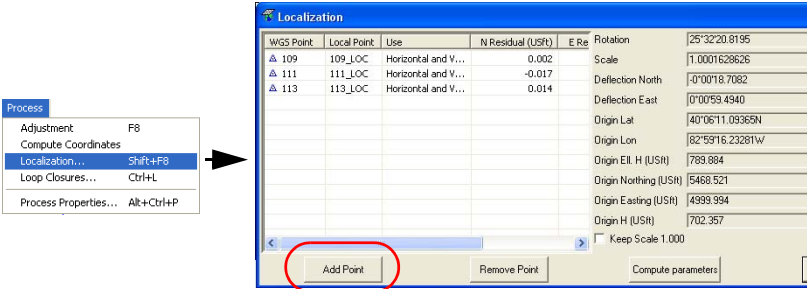 Process
Adjustment F8
Compute Coordinates
Localization... Shift+F8
Loop Closures... Ctrl+L
Process Properties... Alt+Ctrl+P
Localization
WGS Point Local Point Use N Residual (USft) E Re
109 109_LOC Horizontal and V... 0.002
111 111_LOC Horizontal and V... -0.017
113 113_LOC Horizontal and V... 0.014
Rotation 25°32'20.8195
Scale 1.0001628626
Deflection North -0°00'18.7082
Deflection East 0°00'59.4940
Origin Lat 40°06'11.09365N
Origin Lon 82°59'16.23281W
Origin Ell. H (USft) 789.884
Origin Northing (USft) 5468.521
Origin Easting (USft) 4999.994
Origin H (USft) 702.357
Keep Scale 1.000
Add Point Remove Point Compute parameters